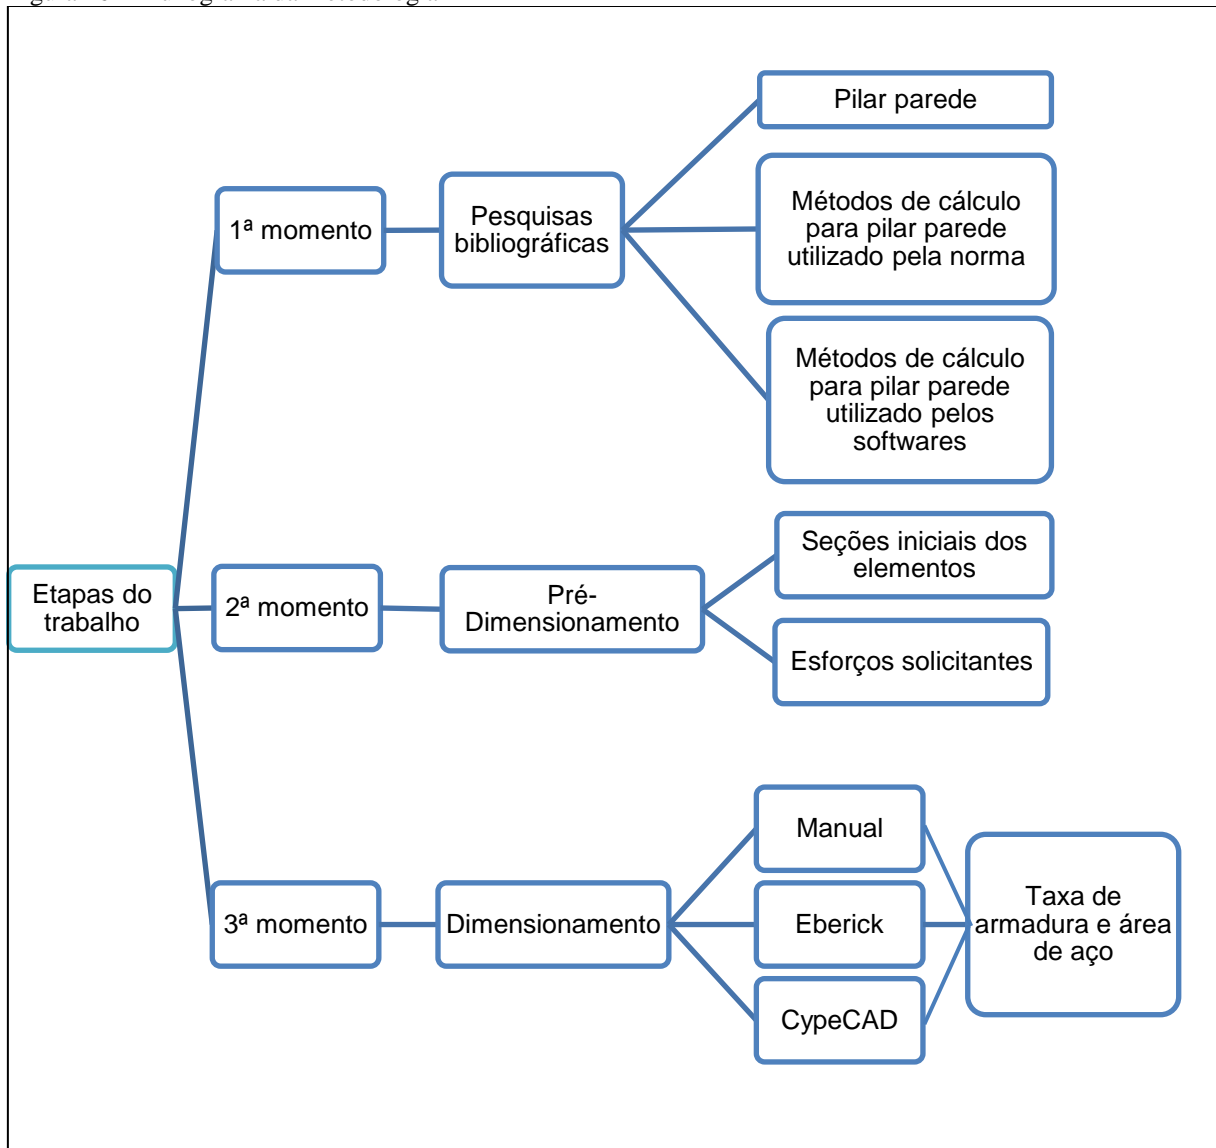 Etapas do
trabalho
1ª momento
Pesquisas
bibliográficas
Pilar parede
Métodos de cálculo
para pilar parede
utilizado pela norma
Métodos de cálculo
para pilar parede
utilizado pelos
softwares
2ª momento
Pré-
Dimensionamento
Seções iniciais dos
elementos
Esforços solicitantes
3ª momento
Dimensionamento
Manual
Eberick
CypeCAD
Taxa de
armadura e área
de aço